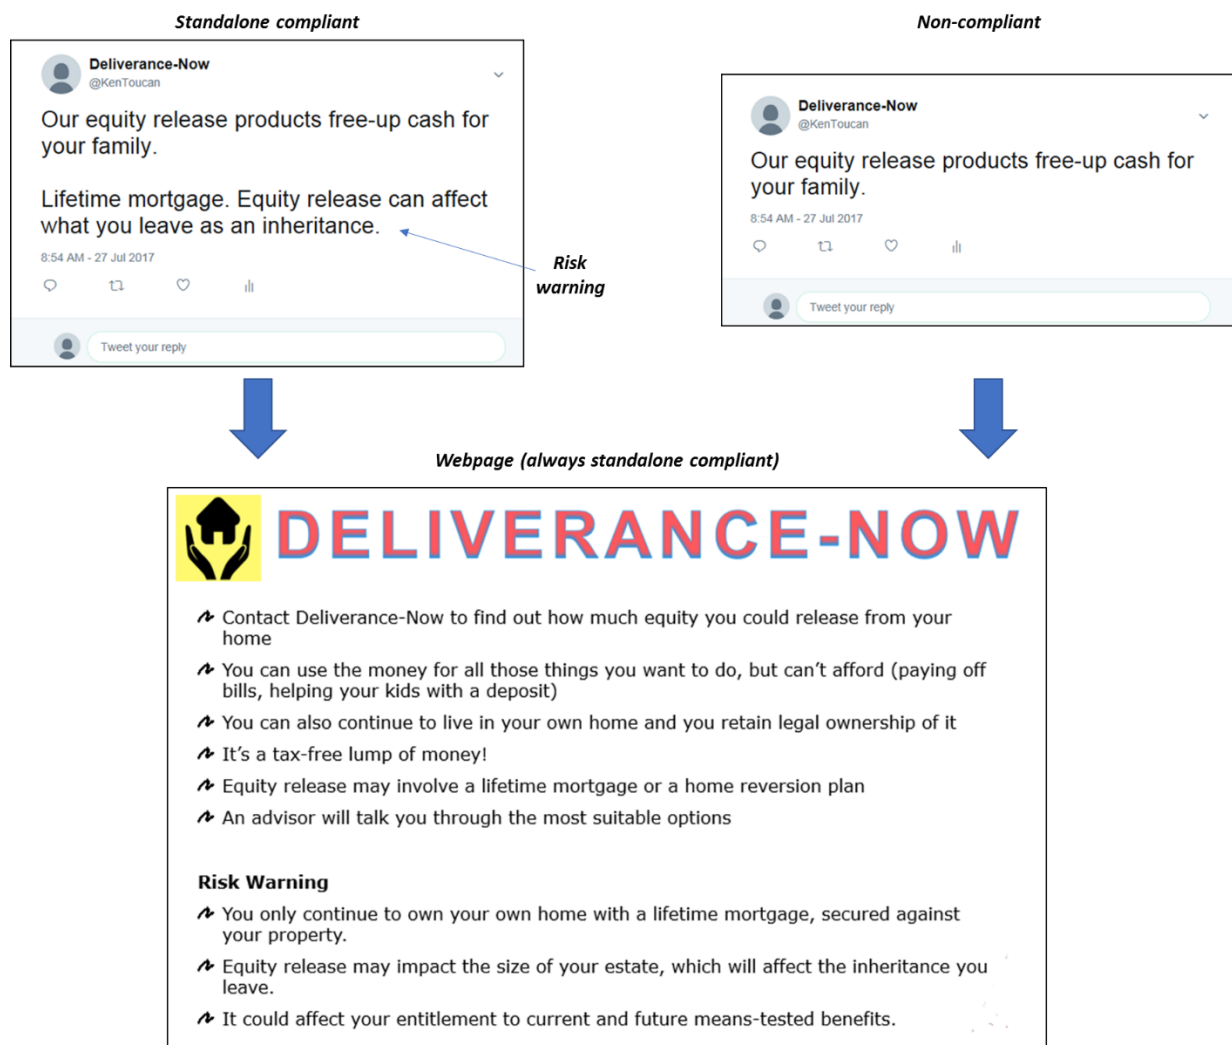 Standalone compliant
Deliverance-Now
@KenToucan
Our equity release products free-up cash for
your family.
Lifetime mortgage. Equity release can affect
what you leave as an inheritance.
8:54 AM - 27 Jul 2017
Tweet your reply
Risk
warning
Non-compliant
Deliverance-Now
@KenToucan
Our equity release products free-up cash for
your family.
8:54 AM - 27 Jul 2017
Tweet your reply
Webpage (always standalone compliant)
DELIVERANCE-NOW
Contact Deliverance-Now to find out how much equity you could release from your
home
You can use the money for all those things you want to do, but can't afford (paying off
bills, helping your kids with a deposit)
You can also continue to live in your own home and you retain legal ownership of it
It's a tax-free lump of money!
Equity release may involve a lifetime mortgage or a home reversion plan
An advisor will talk you through the most suitable options
Risk Warning
You only continue to own your own home with a lifetime mortgage, secured against
your property.
Equity release may impact the size of your estate, which will affect the inheritance you
leave.
It could affect your entitlement to current and future means-tested benefits.